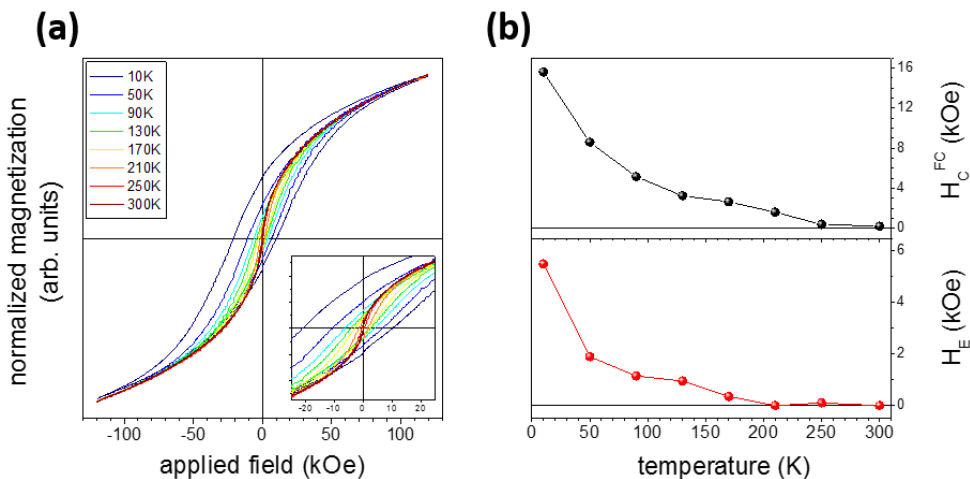 (a)
normalized magnetization
(arb. units)
10K
50K
90K
130K
170K
210K
250K
300K
-20
0
20
-100
-50
0
50
100
applied field (kOe)
(b)
16
12
8
4
0
H_C^FC (kOe)
6
4
2
0
H_E (kOe)
0
50
100
150
200
250
300
temperature (K)